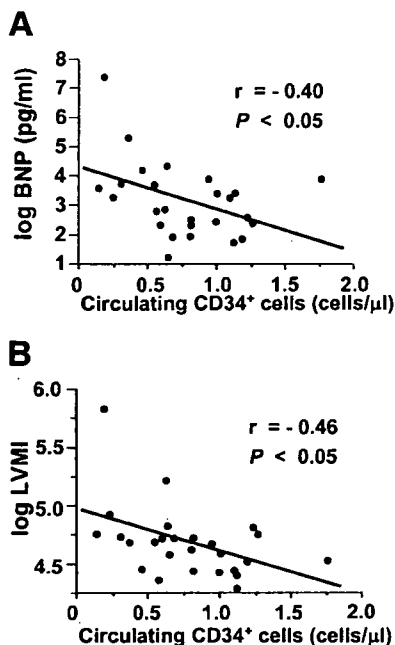 A
8
7
6
5
4
3
2
1
log BNP (pg/ml)
r = - 0.40
P < 0.05
0 0.5 1.0 1.5 2.0
Circulating CD34⁺ cells (cells/µl)
B
6.0
5.5
5.0
4.5
log LVMI
r = - 0.46
P < 0.05
0 0.5 1.0 1.5 2.0
Circulating CD34⁺ cells (cells/µl)